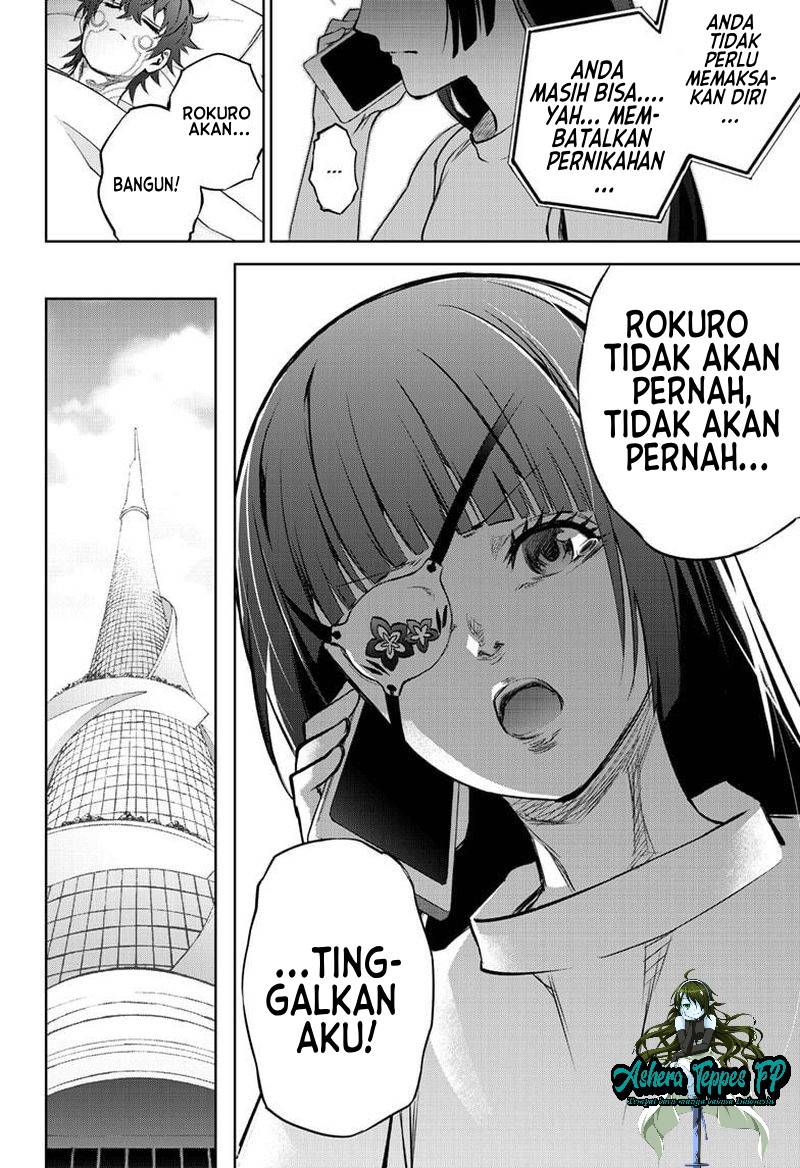 ANDA
TIDAK
PERLU
MEMAKSA-
KAN DIRI
...
ANDA
MASIH BISA....
YAH... MEM-
BATALKAN
PERNIKAHAN
...
...
ROKURO
AKAN...
BANGUN!
ROKURO
TIDAK AKAN
PERNAH,
TIDAK AKAN
PERNAH...
...TING-
GALKAN
AKU!
Ashera Teppes FP